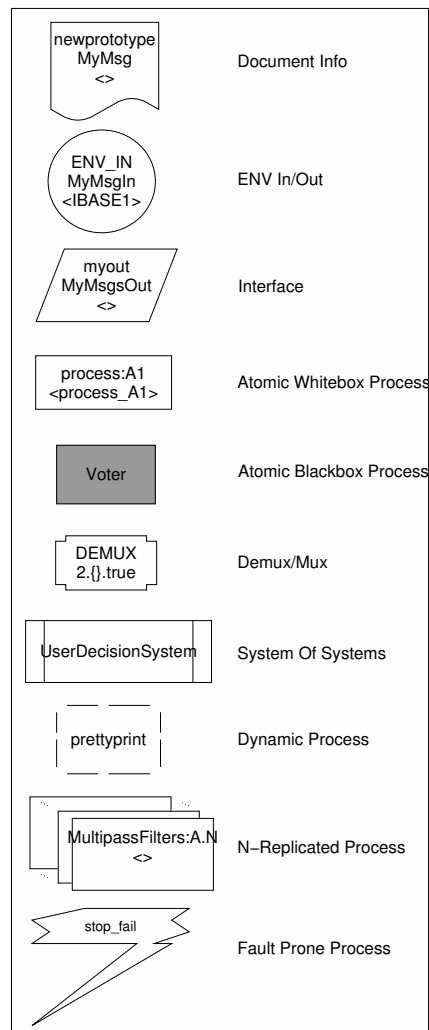 newprototype
MyMsg
<>
Document Info
ENV_IN
MyMsgIn
<IBASE1>
ENV In/Out
myout
MyMsgsOut
<>
Interface
process:A1
<process_A1>
Atomic Whitebox Process
Voter
Atomic Blackbox Process
DEMUX
2.{}.true
Demux/Mux
UserDecisionSystem
System Of Systems
prettyprint
Dynamic Process
MultipassFilters:A.N
<>
N−Replicated Process
stop_fail
Fault Prone Process